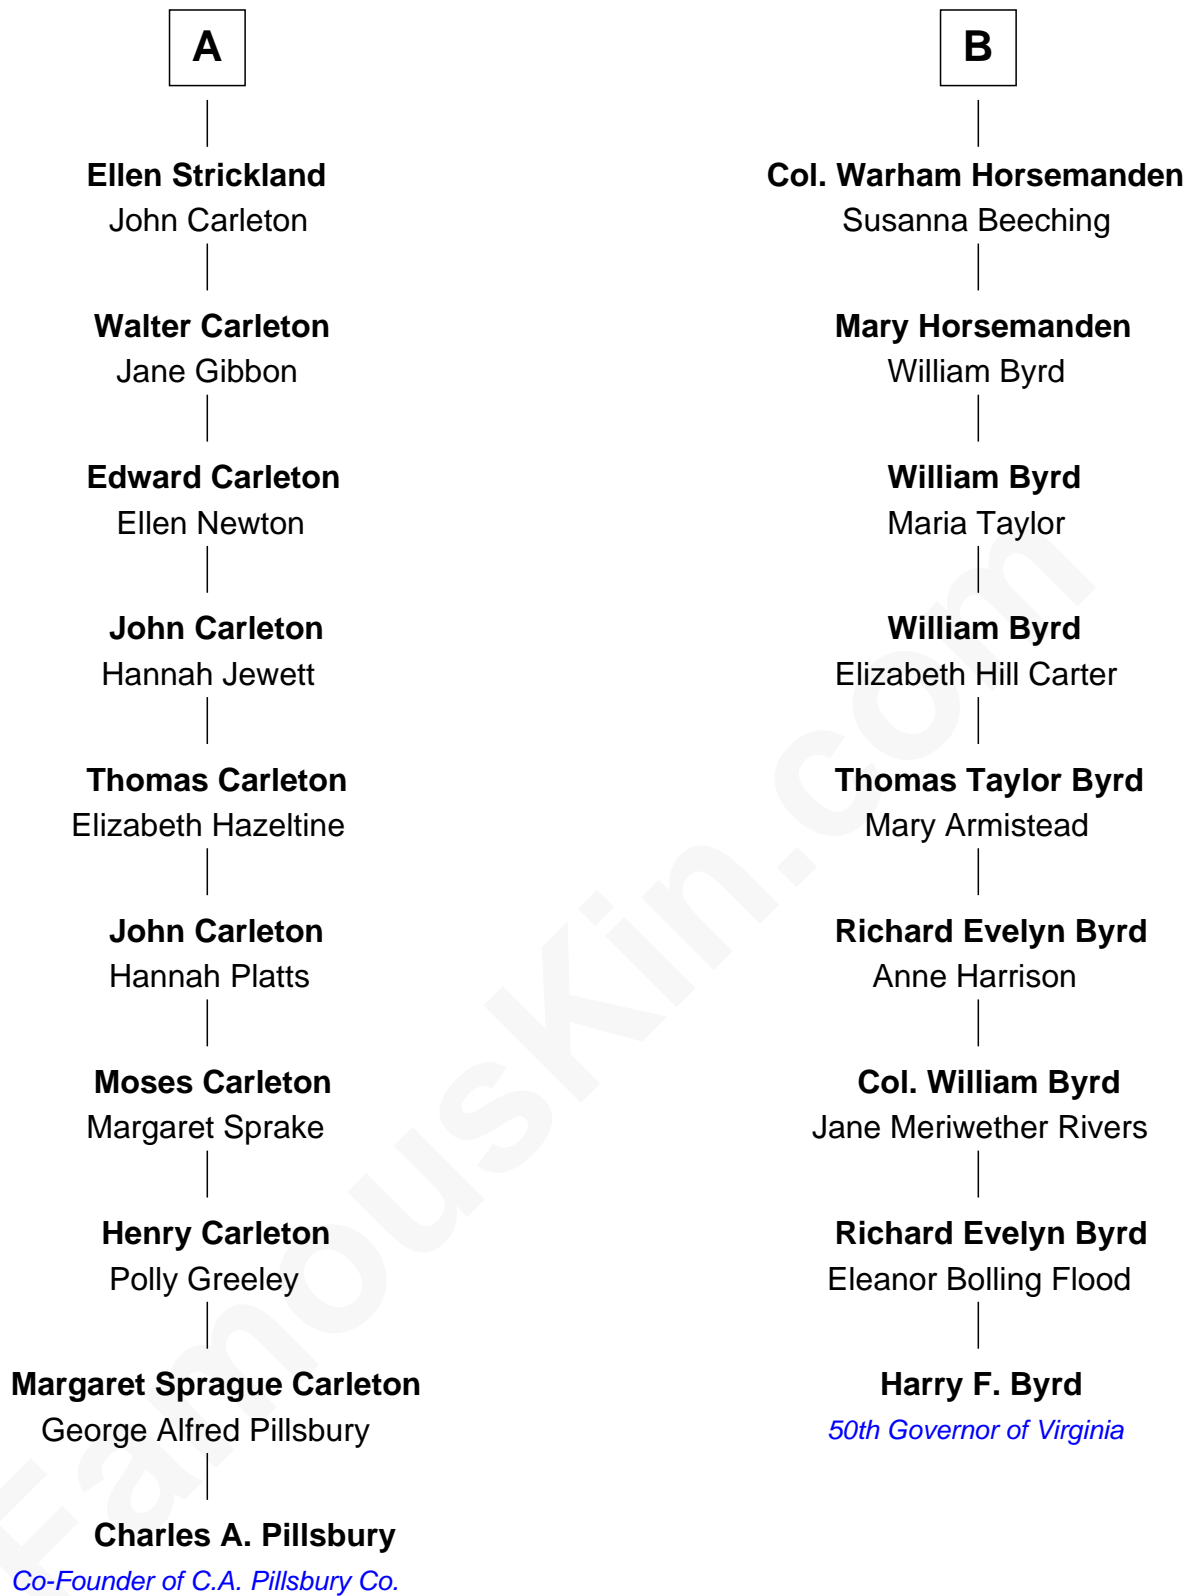 A
Ellen Strickland
John Carleton
Walter Carleton
Jane Gibbon
Edward Carleton
Ellen Newton
John Carleton
Hannah Jewett
Thomas Carleton
Elizabeth Hazeltine
John Carleton
Hannah Platts
Moses Carleton
Margaret Sprake
Henry Carleton
Polly Greeley
Margaret Sprague Carleton
George Alfred Pillsbury
Charles A. Pillsbury
Co-Founder of C.A. Pillsbury Co.
B
Col. Warham Horsemanden
Susanna Beeching
Mary Horsemanden
William Byrd
William Byrd
Maria Taylor
William Byrd
Elizabeth Hill Carter
Thomas Taylor Byrd
Mary Armistead
Richard Evelyn Byrd
Anne Harrison
Col. William Byrd
Jane Meriwether Rivers
Richard Evelyn Byrd
Eleanor Bolling Flood
Harry F. Byrd
50th Governor of Virginia
FamousKin.com